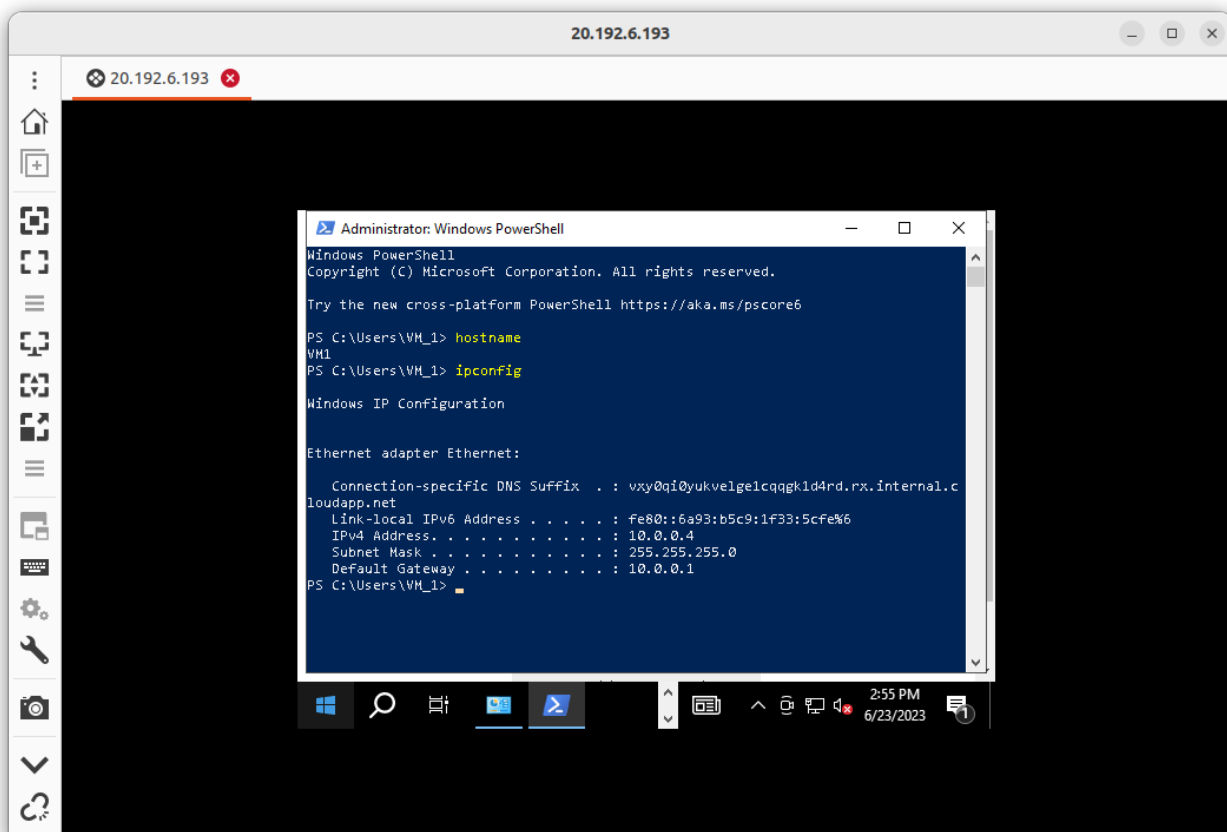 20.192.6.193
20.192.6.193
Administrator: Windows PowerShell
Windows PowerShell
Copyright (C) Microsoft Corporation. All rights reserved.
Try the new cross-platform PowerShell https://aka.ms/pscore6
PS C:\Users\VM_1> hostname
VM1
PS C:\Users\VM_1> ipconfig
Windows IP Configuration
Ethernet adapter Ethernet:
   Connection-specific DNS Suffix  . : vxy0qi0yukvelge1cqqgk1d4rd.rx.internal.c
loudapp.net
   Link-local IPv6 Address . . . . . : fe80::6a93:b5c9:1f33:5cfe%6
   IPv4 Address. . . . . . . . . . . : 10.0.0.4
   Subnet Mask . . . . . . . . . . . : 255.255.255.0
   Default Gateway . . . . . . . . . : 10.0.0.1
PS C:\Users\VM_1>
2:55 PM
6/23/2023
1